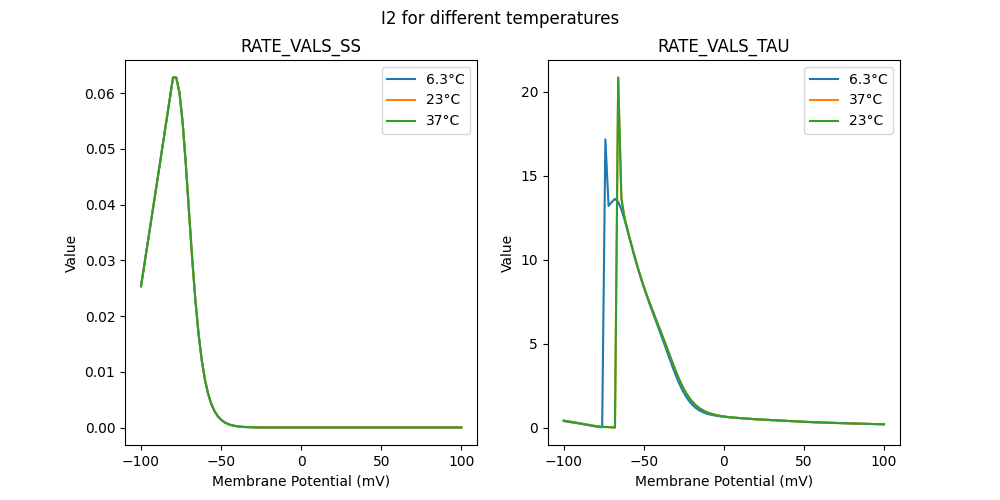 I2 for different temperatures
RATE_VALS_SS
Value
0.06
0.05
0.04
0.03
0.02
0.01
0.00
−100
−50
0
50
100
Membrane Potential (mV)
6.3°C
23°C
37°C
RATE_VALS_TAU
Value
20
15
10
5
0
−100
−50
0
50
100
Membrane Potential (mV)
6.3°C
37°C
23°C